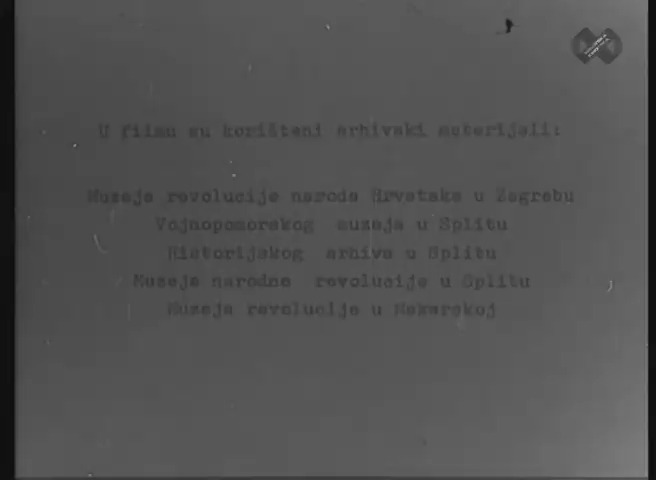 U filmu su korišteni arhivski materijali:
Muzeja revolucije naroda Hrvatske u Zagrebu
Vojnopomorskog muzeja u Splitu
Historijskog arhiva u Splitu
Muzeja narodne revolucije u Splitu
Muzeja revolucije u Makarskoj